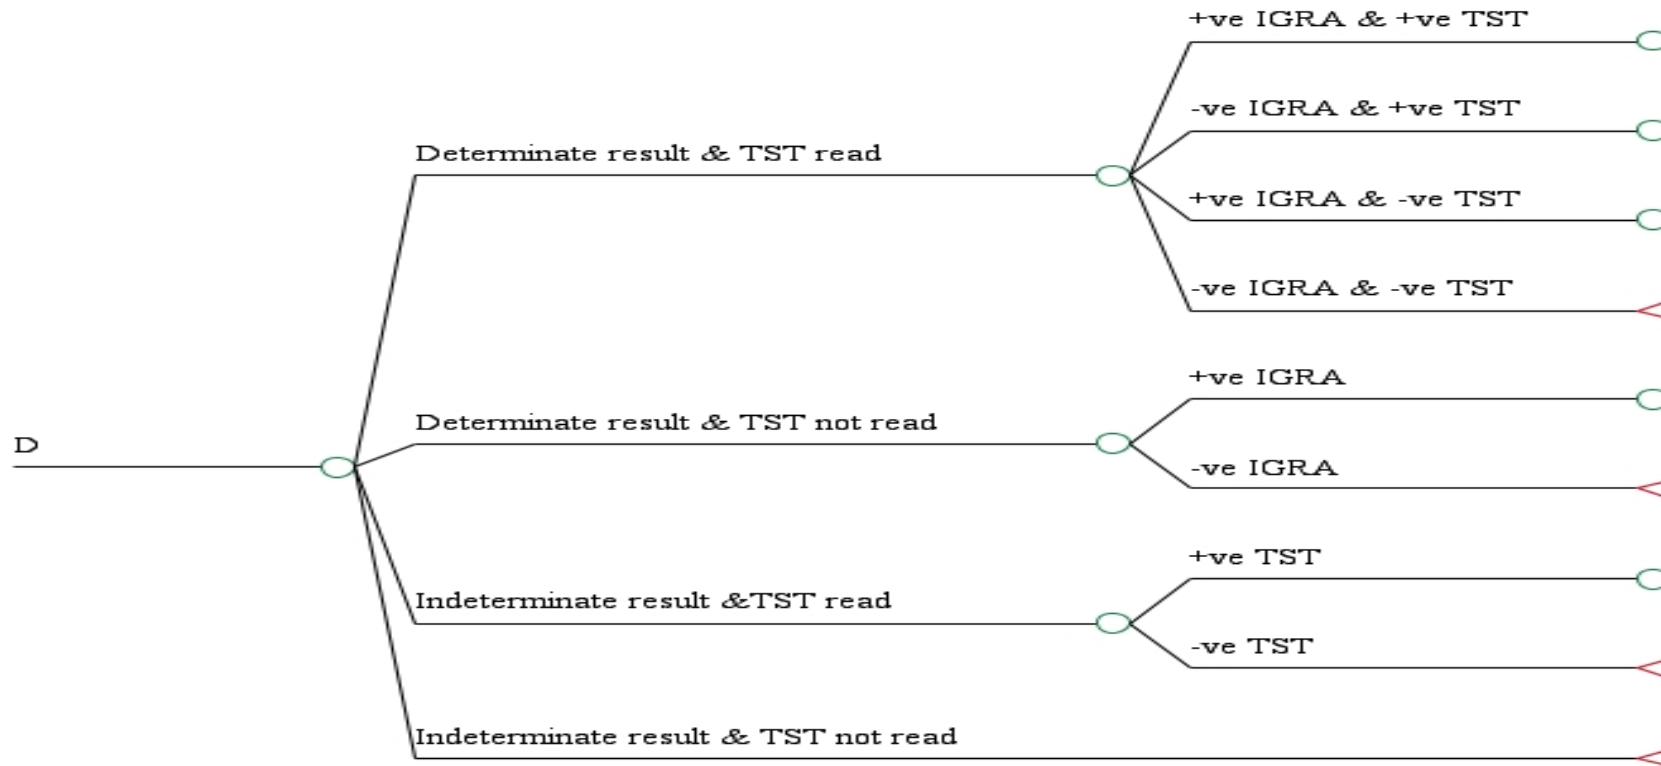 +ve IGRA & +ve TST
-ve IGRA & +ve TST
Determinate result & TST read
+ve IGRA & -ve TST
-ve IGRA & -ve TST
+ve IGRA
Determinate result & TST not read
D
-ve IGRA
+ve TST
Indeterminate result &TST read
-ve TST
Indeterminate result & TST not read